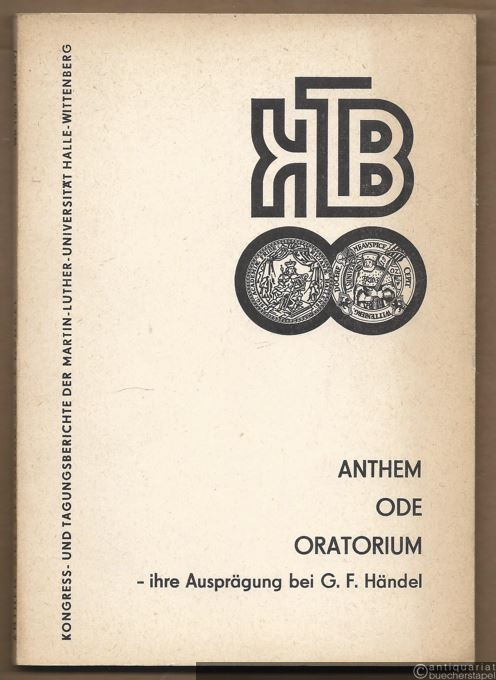 KONGRESS- UND TAGUNGSBERICHTE DER MARTIN-LUTHER-UNIVERSITÄT HALLE-WITTENBERG
KTB
ANTHEM
ODE
ORATORIUM
– ihre Ausprägung bei G. F. Händel
antiquariat
buecherstapel